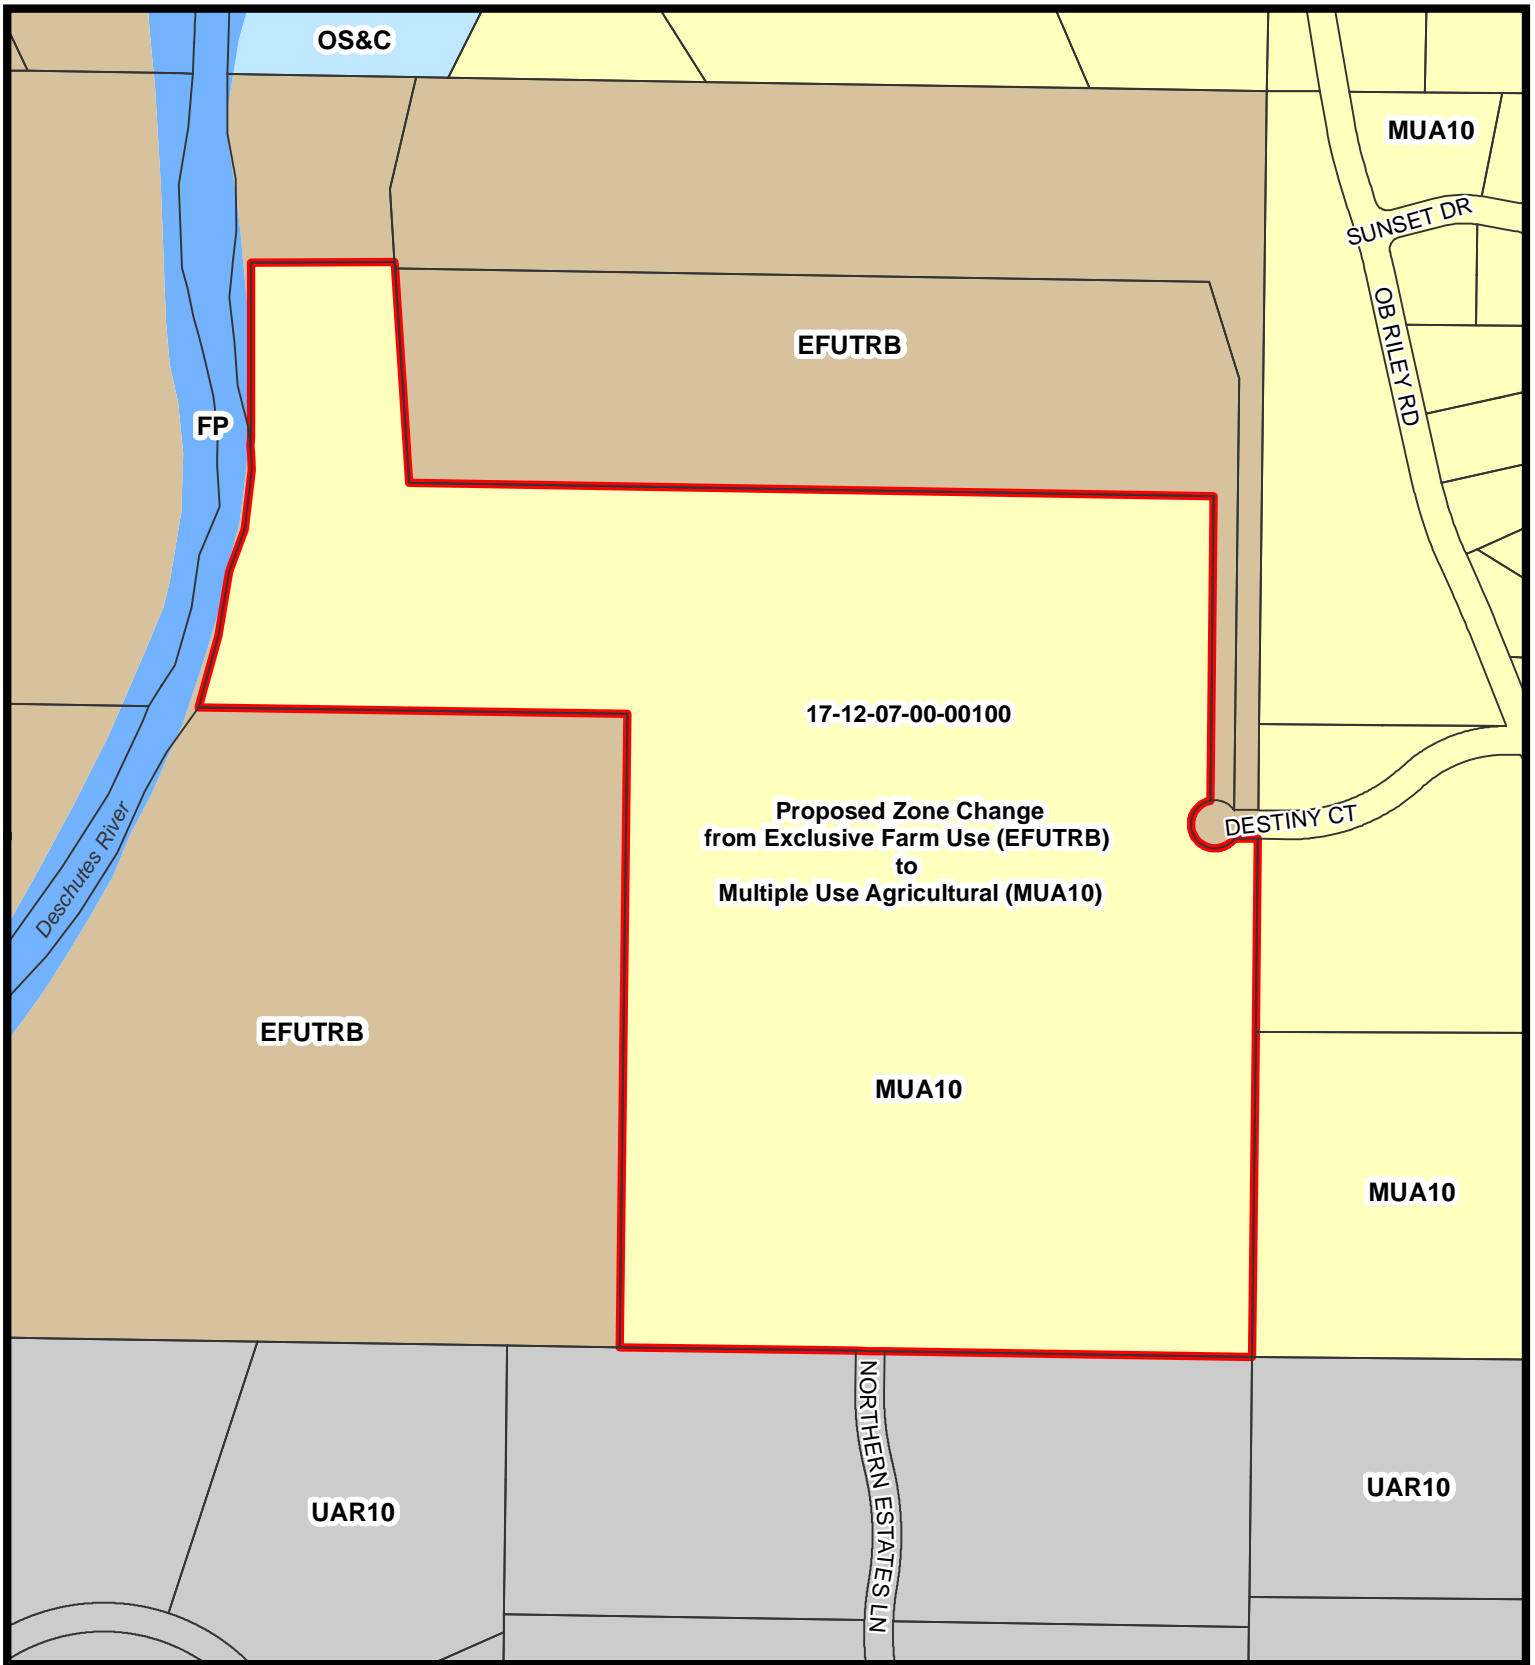 OS&C
MUA10
SUNSET DR
OB RILEY RD
EFUTRB
FP
17-12-07-00-00100
Proposed Zone Change
from Exclusive Farm Use (EFUTRB)
to
Multiple Use Agricultural (MUA10)
DESTINY CT
Deschutes River
EFUTRB
MUA10
MUA10
NORTHERN ESTATES LN
UAR10
UAR10